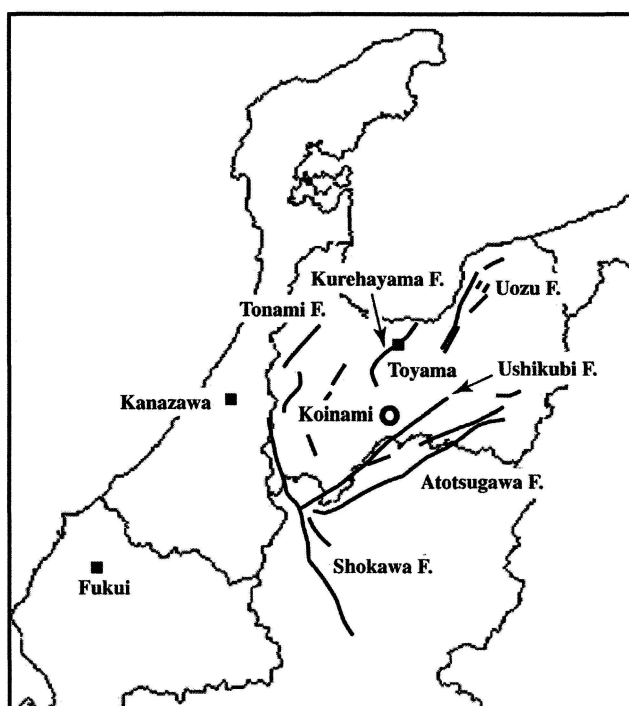 Kurehayama F.
Uozu F.
Tonami F.
Toyama
Ushikubi F.
Kanazawa
Koinami
Atotsugawa F.
Shokawa F.
Fukui